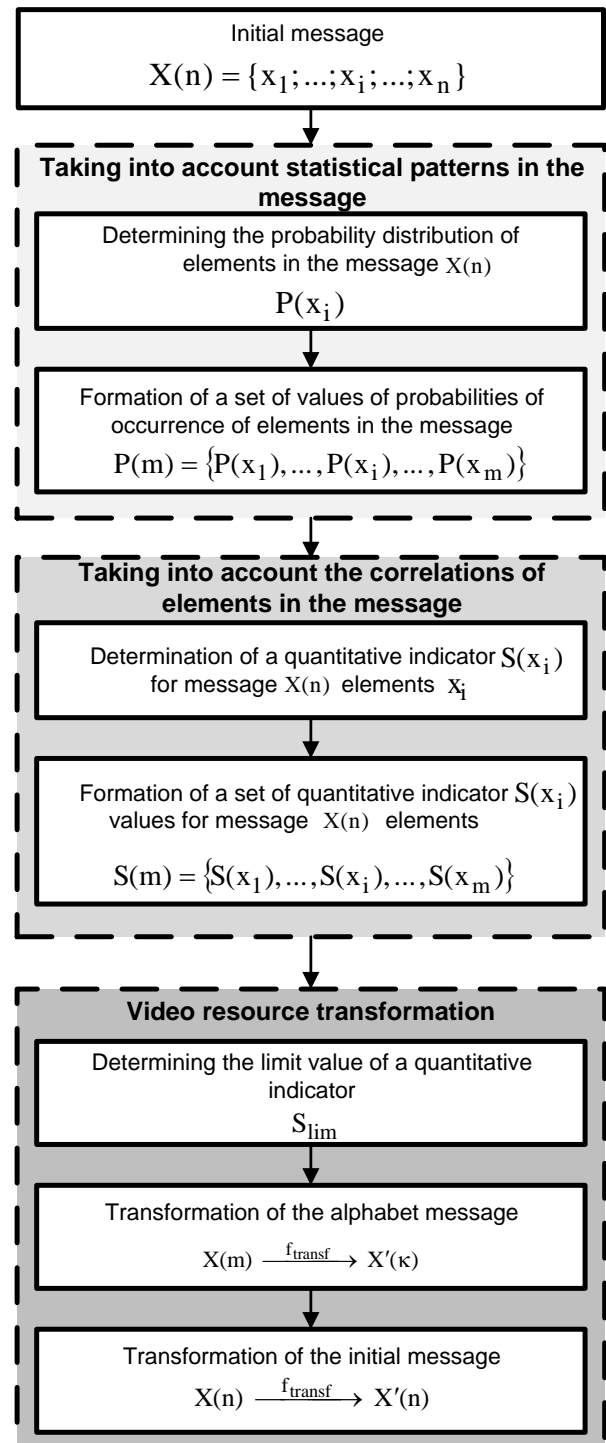 Initial message
X(n) = {x₁;...;xᵢ;...;xₙ}
Taking into account statistical patterns in the
message
Determining the probability distribution of
elements in the message X(n)
P(xᵢ)
Formation of a set of values of probabilities of
occurrence of elements in the message
P(m) = {P(x₁),...,P(xᵢ),...,P(xₘ)}
Taking into account the correlations of
elements in the message
Determination of a quantitative indicator S(xᵢ)
for message X(n) elements xᵢ
Formation of a set of quantitative indicator S(xᵢ)
values for message X(n) elements
S(m) = {S(x₁),...,S(xᵢ),...,S(xₘ)}
Video resource transformation
Determining the limit value of a quantitative
indicator
S_lim
Transformation of the alphabet message
X(m) —f_transf→ X′(κ)
Transformation of the initial message
X(n) —f_transf→ X′(n)